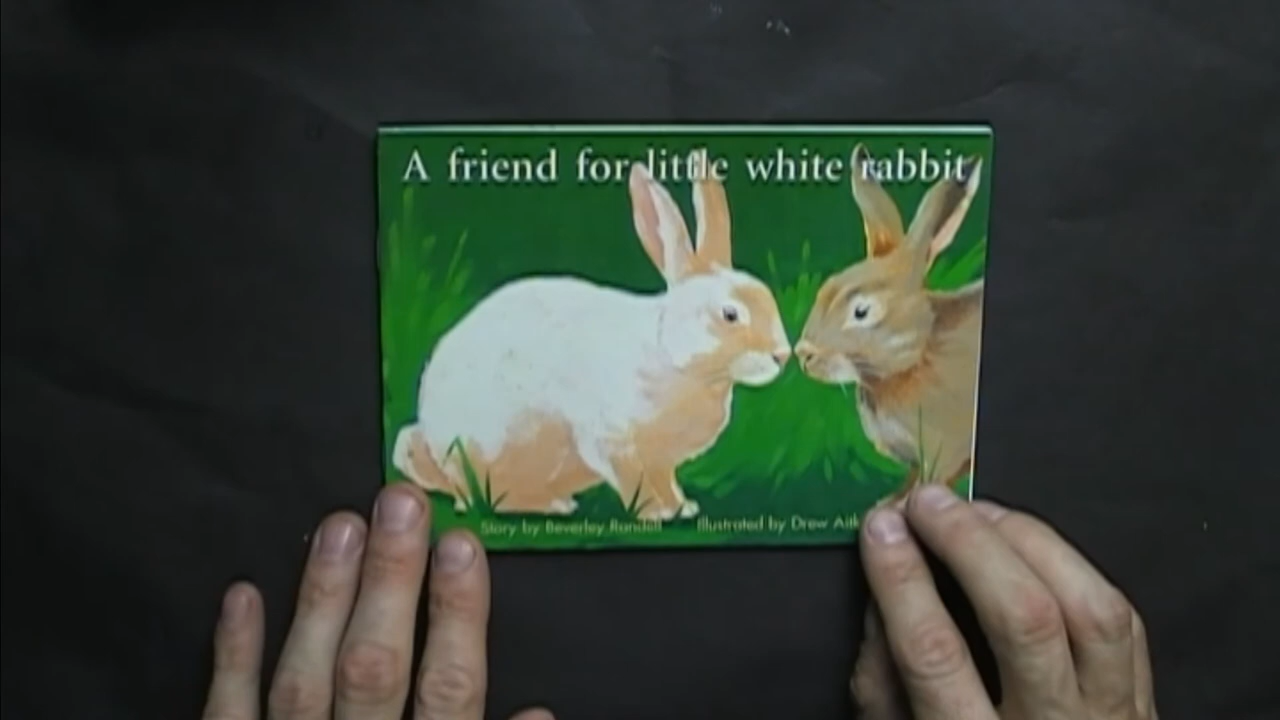 A friend for little white rabbit
Story by Beverley Randell Illustrated by Drew